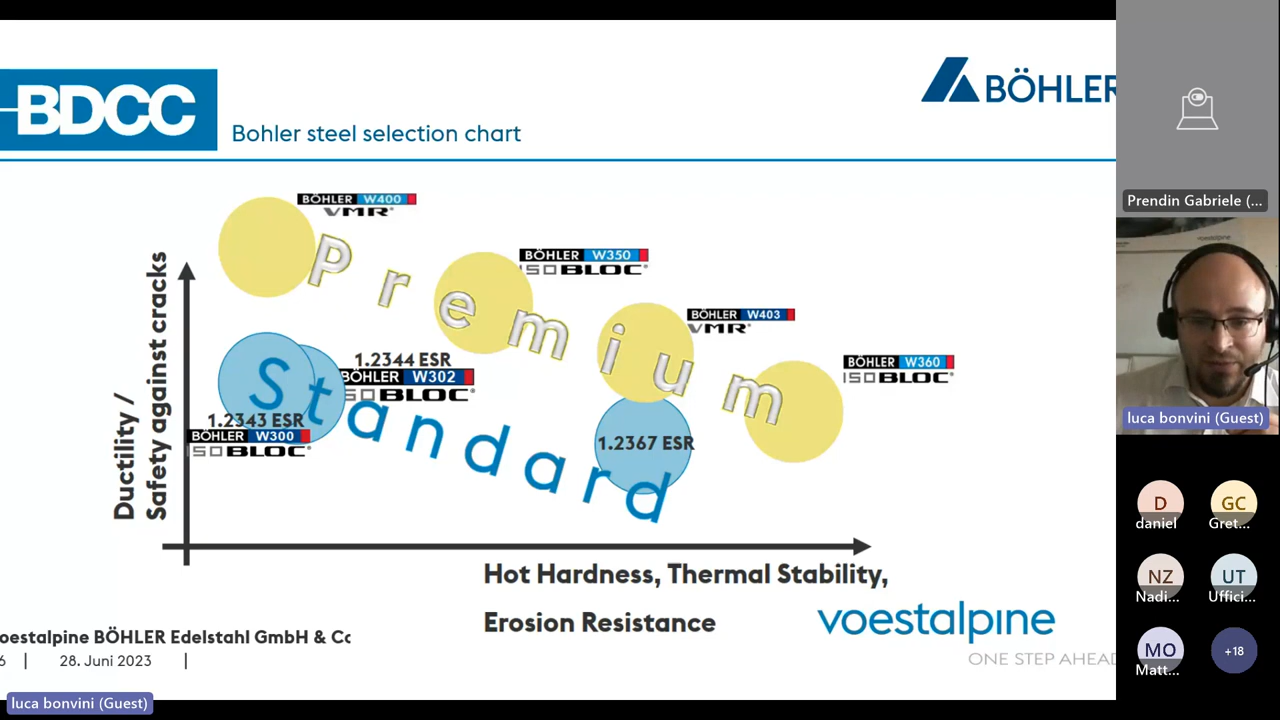 BDCC
Bohler steel selection chart
BÖHLER
BÖHLER W400
VMR®
BÖHLER W350
ISOBLOC®
BÖHLER W403
VMR®
BÖHLER W360
ISOBLOC®
Premium
1.2344 ESR
BÖHLER W302
ISOBLOC®
1.2343 ESR
BÖHLER W300
ISOBLOC®
Standard
1.2367 ESR
Ductility /
Safety against cracks
Hot Hardness, Thermal Stability,
Erosion Resistance
voestalpine
ONE STEP AHEAD
oestalpine BÖHLER Edelstahl GmbH & Co
6 | 28. Juni 2023 |
luca bonvini (Guest)
Prendin Gabriele (...
luca bonvini (Guest)
D
daniel
GC
Gret...
NZ
Nadi...
UT
Uffici...
MO
Matt...
+18